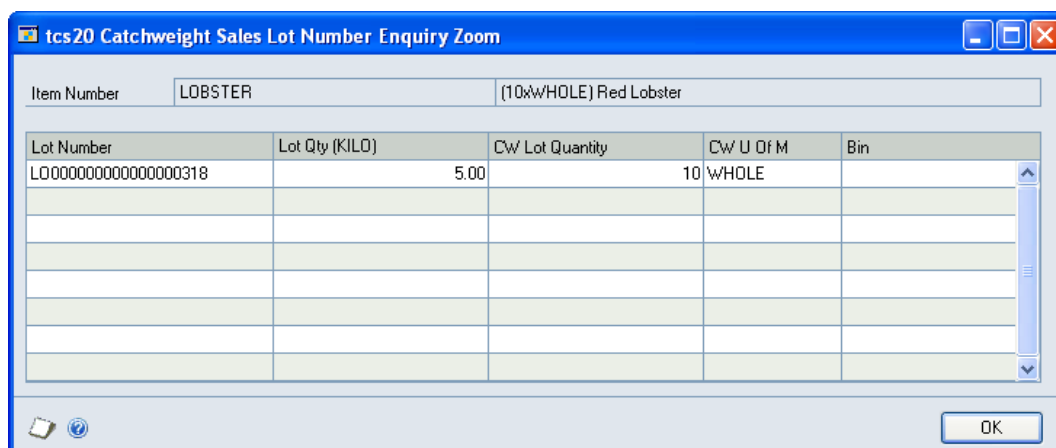 tcs20 Catchweight Sales Lot Number Enquiry Zoom
Item Number LOBSTER (10xWHOLE) Red Lobster
Lot Number Lot Qty (KILO) CW Lot Quantity CW U Of M Bin
LO0000000000000000318 5.00 10 WHOLE
OK